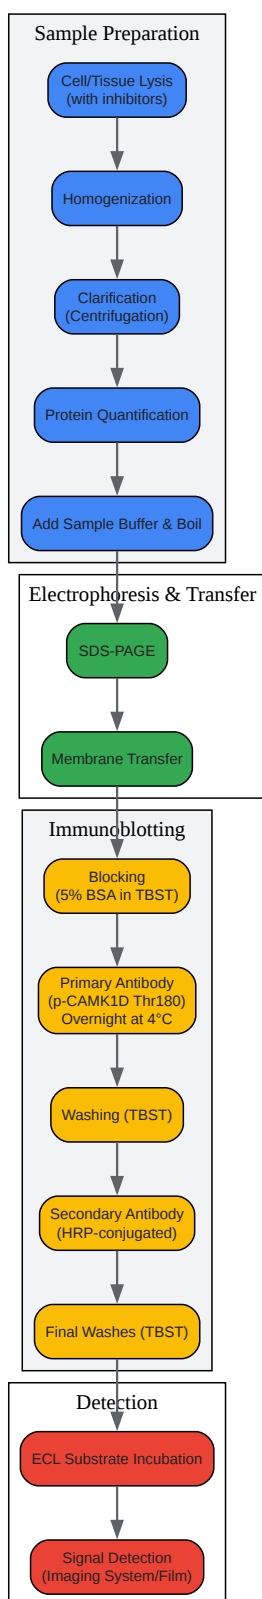 Sample Preparation
Cell/Tissue Lysis
(with inhibitors)
Homogenization
Clarification
(Centrifugation)
Protein Quantification
Add Sample Buffer & Boil
Electrophoresis & Transfer
SDS-PAGE
Membrane Transfer
Immunoblotting
Blocking
(5% BSA in TBST)
Primary Antibody
(p-CAMK1D Thr180)
Overnight at 4°C
Washing (TBST)
Secondary Antibody
(HRP-conjugated)
Final Washes (TBST)
Detection
ECL Substrate Incubation
Signal Detection
(Imaging System/Film)